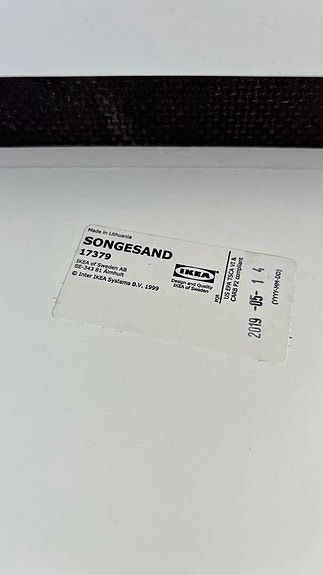 Made in Lithuania
SONGESAND
17379
IKEA of Sweden AB
SE-343 81 Älmhult
© Inter IKEA Systems B.V. 1999
IKEA
Design and Quality
IKEA of Sweden
FOR
US EPA TSCA VI &
CARB P2 compliant
2019-05-14
(YYYY-MM-DD)